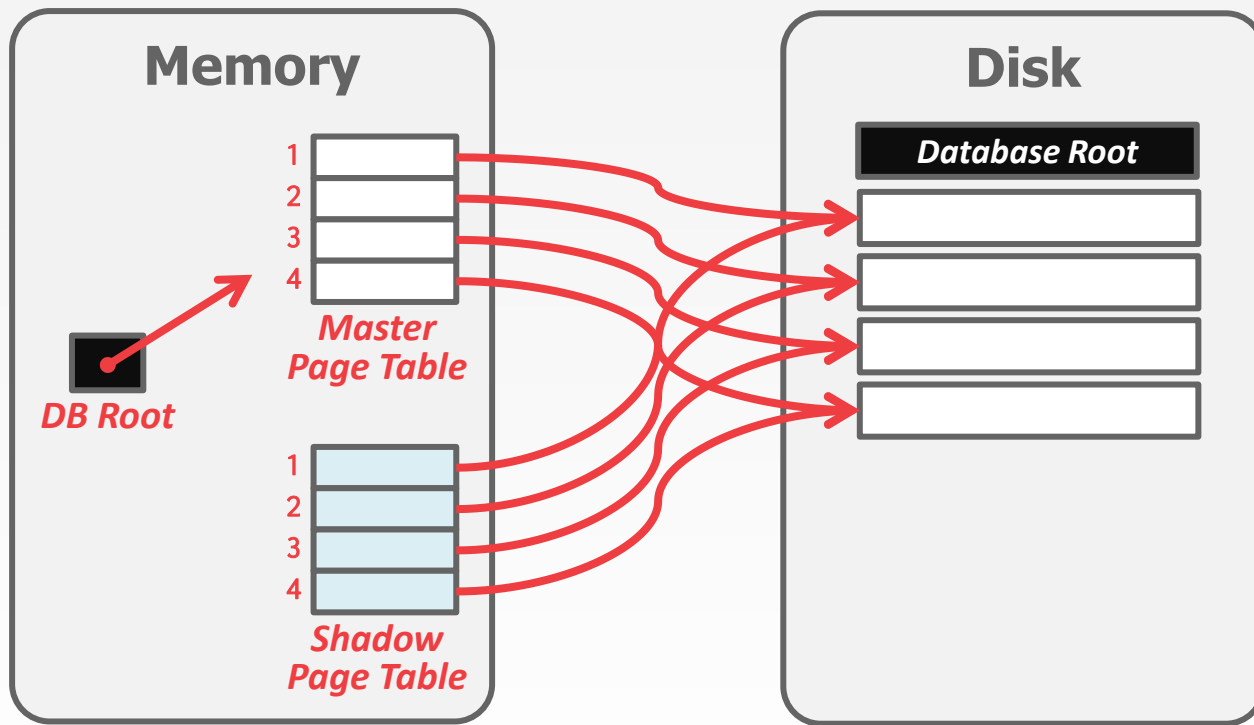 Memory
1
2
3
4
Master
Page Table
DB Root
1
2
3
4
Shadow
Page Table
Disk
Database Root